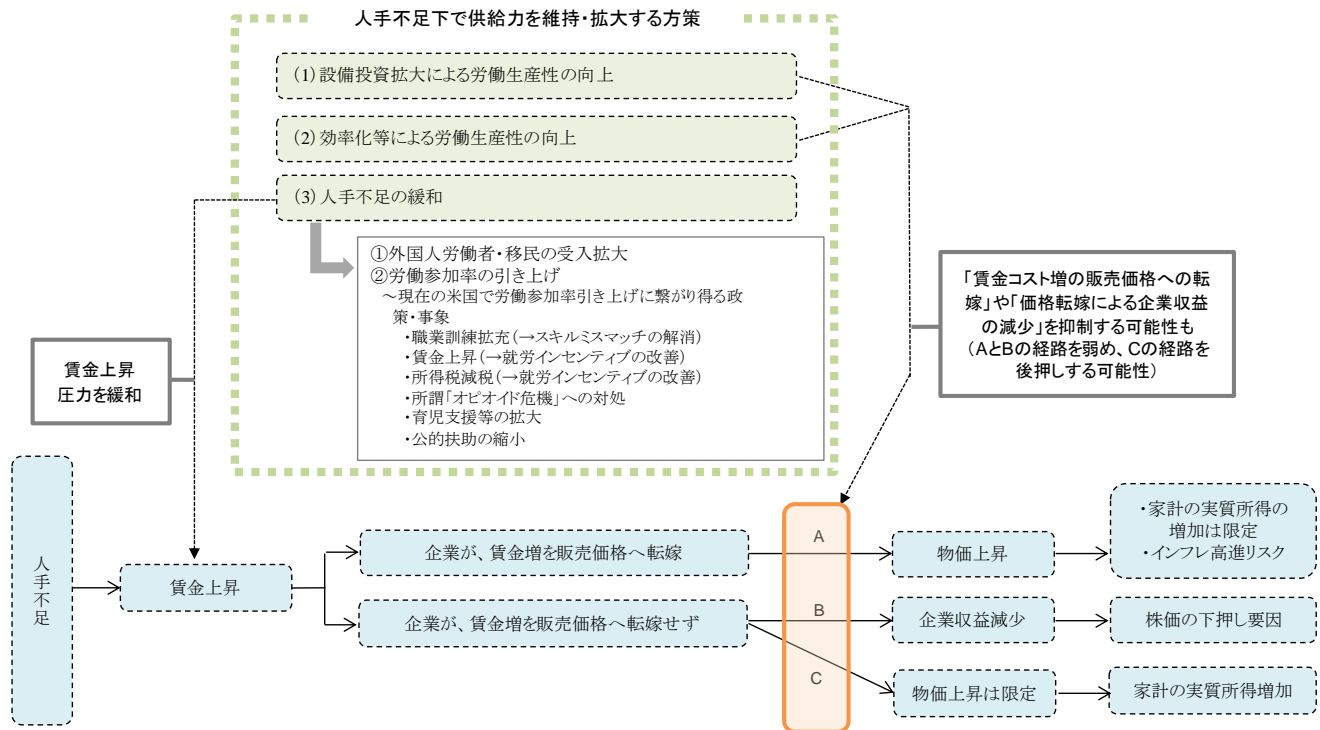 人手不足下で供給力を維持・拡大する方策
(1)設備投資拡大による労働生産性の向上
(2)効率化等による労働生産性の向上
(3)人手不足の緩和
①外国人労働者・移民の受入拡大
②労働参加率の引き上げ
～現在の米国で労働参加率引き上げに繋がり得る政
策・事象
・職業訓練拡充(→スキルミスマッチの解消)
・賃金上昇(→就労インセンティブの改善)
・所得税減税(→就労インセンティブの改善)
・所謂「オピオイド危機」への対処
・育児支援等の拡大
・公的扶助の縮小
「賃金コスト増の販売価格への転
嫁」や「価格転嫁による企業収益
の減少」を抑制する可能性も
(AとBの経路を弱め、Cの経路を
後押しする可能性)
賃金上昇
圧力を緩和
人手不足
賃金上昇
企業が、賃金増を販売価格へ転嫁
A
物価上昇
・家計の実質所得の
増加は限定
・インフレ高進リスク
企業が、賃金増を販売価格へ転嫁せず
B
企業収益減少
株価の下押し要因
C
物価上昇は限定
家計の実質所得増加